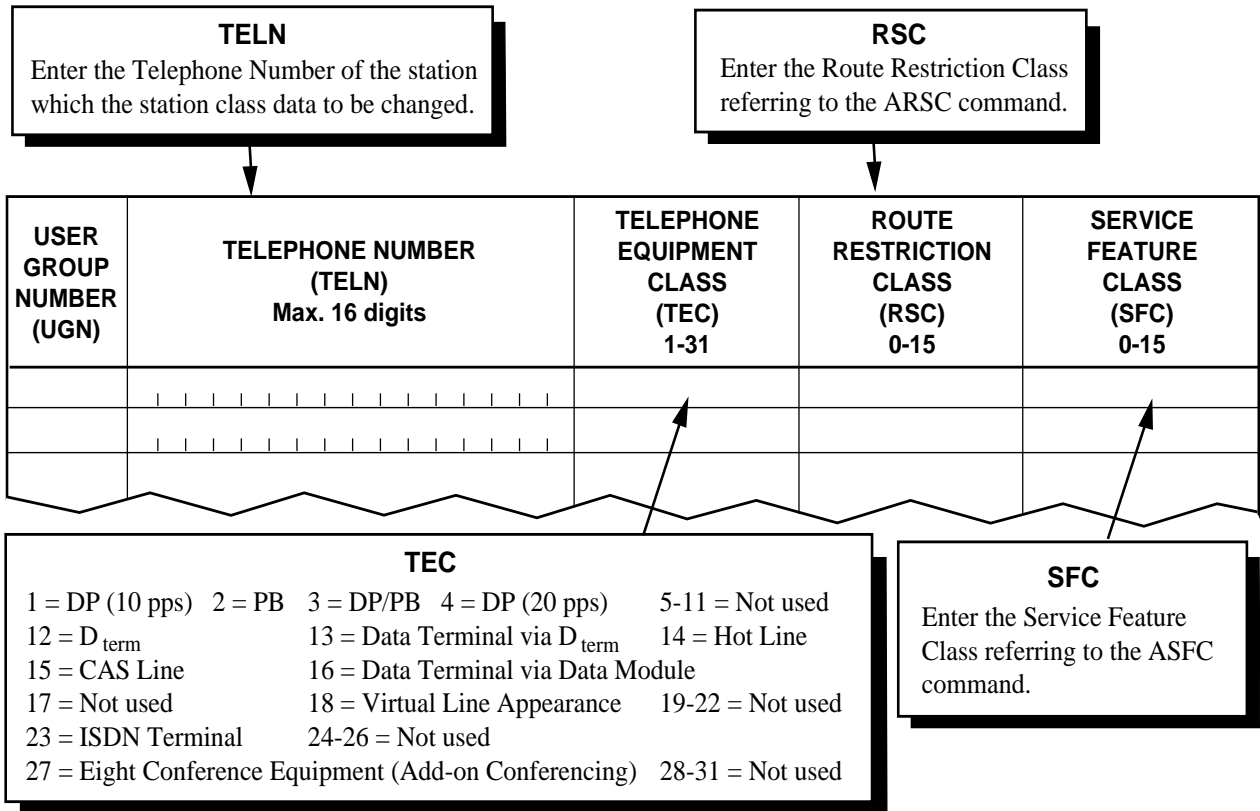 TELN
Enter the Telephone Number of the station
which the station class data to be changed.
RSC
Enter the Route Restriction Class
referring to the ARSC command.
USER
GROUP
NUMBER
(UGN)
TELEPHONE NUMBER
(TELN)
Max. 16 digits
TELEPHONE
EQUIPMENT
CLASS
(TEC)
1-31
ROUTE
RESTRICTION
CLASS
(RSC)
0-15
SERVICE
FEATURE
CLASS
(SFC)
0-15
TEC
1 = DP (10 pps) 2 = PB 3 = DP/PB 4 = DP (20 pps) 5-11 = Not used
12 = D term 13 = Data Terminal via D term 14 = Hot Line
15 = CAS Line 16 = Data Terminal via Data Module
17 = Not used 18 = Virtual Line Appearance 19-22 = Not used
23 = ISDN Terminal 24-26 = Not used
27 = Eight Conference Equipment (Add-on Conferencing) 28-31 = Not used
SFC
Enter the Service Feature
Class referring to the ASFC
command.